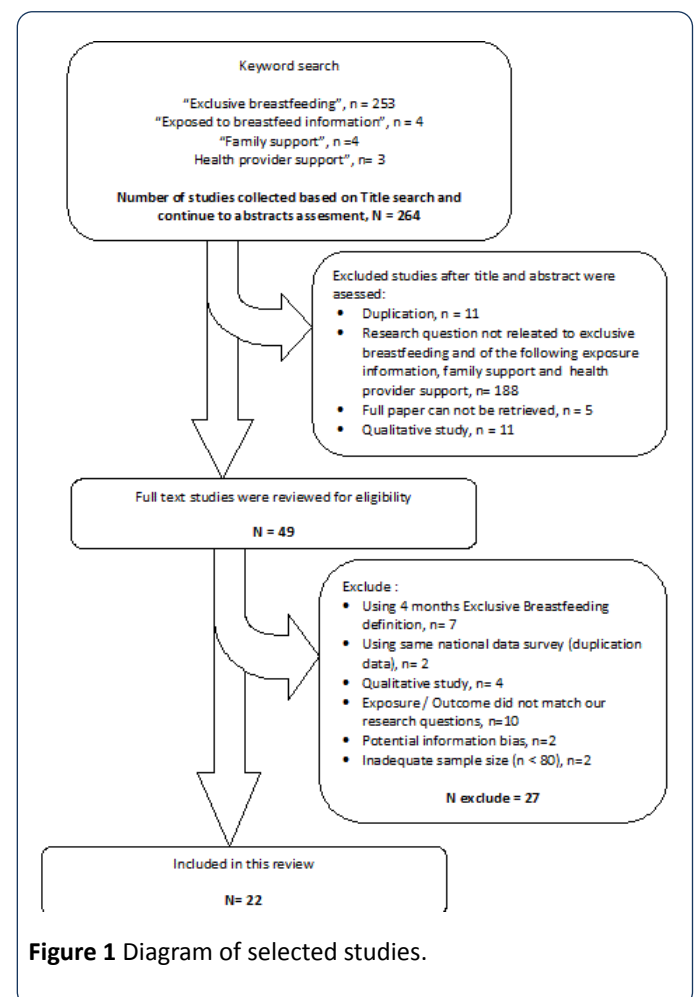 Keyword search
“Exclusive breastfeeding”, n = 253
“Exposed to breastfeed information”, n = 4
“Family support”, n =4
Health provider support”, n= 3
Number of studies collected based on Title search and
continue to abstracts assesment, N = 264
Excluded studies after title and abstract were
asessed:
• Duplication, n = 11
• Research question not releated to exclusive
breastfeeding and of the following exposure
information, family support and health
provider support, n= 188
• Full paper can not be retrieved, n = 5
• Qualitative study, n = 11
Full text studies were reviewed for eligibility
N = 49
Exclude :
• Using 4 months Exclusive Breastfeeding
definition, n= 7
• Using same national data survey (duplication
data), n= 2
• Qualitative study, n= 4
• Exposure / Outcome did not match our
research questions, n=10
• Potential information bias, n=2
• Inadequate sample size (n < 80), n=2
N exclude = 27
Included in this review
N= 22
Figure 1 Diagram of selected studies.